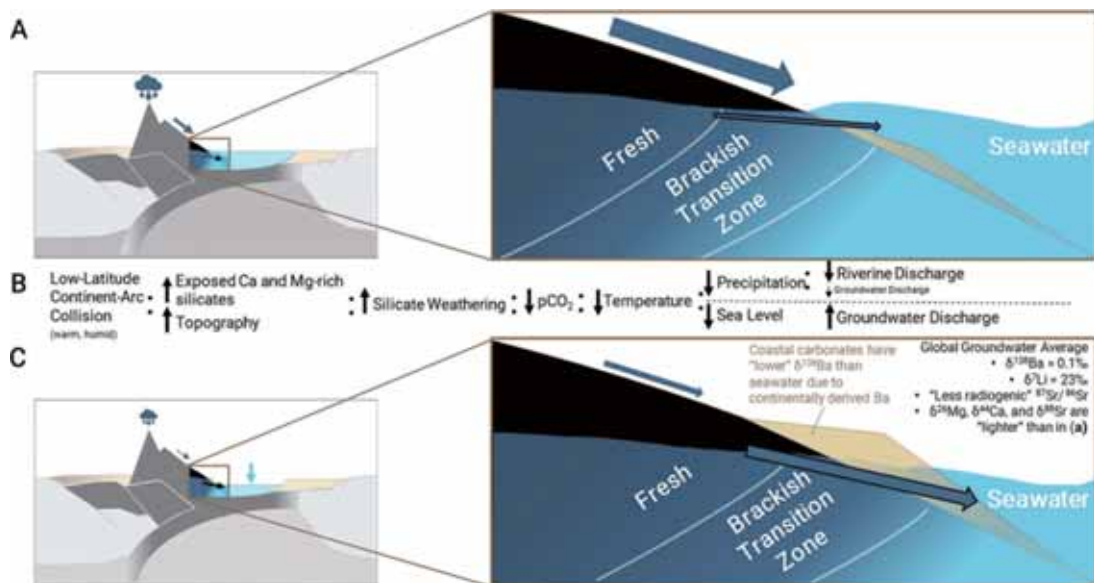 A
Fresh
Brackish
Transition
Zone
Seawater
B
Low-Latitude
Continent-Arc
Collision
(warm, humid)
Exposed Ca and Mg-rich
silicates
Topography
Silicate Weathering
pCO₂
Temperature
Precipitation
Sea Level
Riverine Discharge
Groundwater Discharge
Groundwater Discharge
C
Coastal carbonates have
"lower" δ¹³⁸Ba than
seawater due to
continentally derived Ba
Global Groundwater Average
• δ¹³⁸Ba = 0.1‰
• δ⁷Li = 23‰
• "Less radiogenic" ⁸⁷Sr/⁸⁶Sr
• δ²⁶Mg, δ⁴⁴Ca, and δ⁸⁸Sr are
"lighter" than in (a)
Fresh
Brackish
Transition
Zone
Seawater